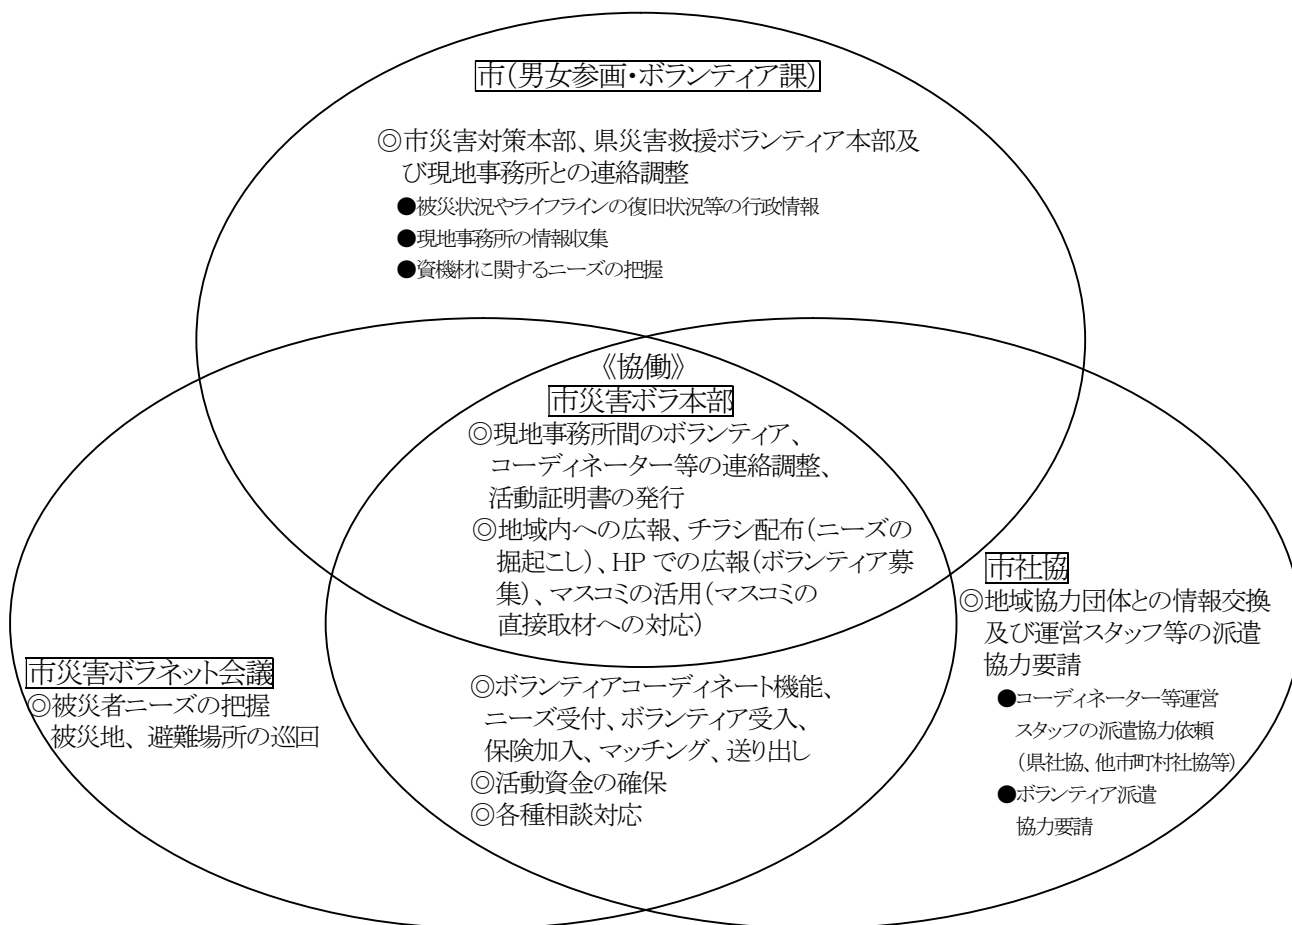 市(男女参画・ボランティア課)
◎市災害対策本部、県災害救援ボランティア本部及
び現地事務所との連絡調整
●被災状況やライフラインの復旧状況等の行政情報
●現地事務所の情報収集
●資機材に関するニーズの把握
《協働》
市災害ボラ本部
◎現地事務所間のボランティア、
コーディネーター等の連絡調整、
活動証明書の発行
◎地域内への広報、チラシ配布(ニーズの
掘起こし)、HP での広報(ボランティア募
集)、マスコミの活用(マスコミの
直接取材への対応)
市災害ボラネット会議
◎被災者ニーズの把握
被災地、避難場所の巡回
◎ボランティアコーディネート機能、
ニーズ受付、ボランティア受入、
保険加入、マッチング、送り出し
◎活動資金の確保
◎各種相談対応
市社協
◎地域協力団体との情報交換
及び運営スタッフ等の派遣
協力要請
●コーディネーター等運営
スタッフの派遣協力依頼
(県社協、他市町村社協等)
●ボランティア派遣
協力要請